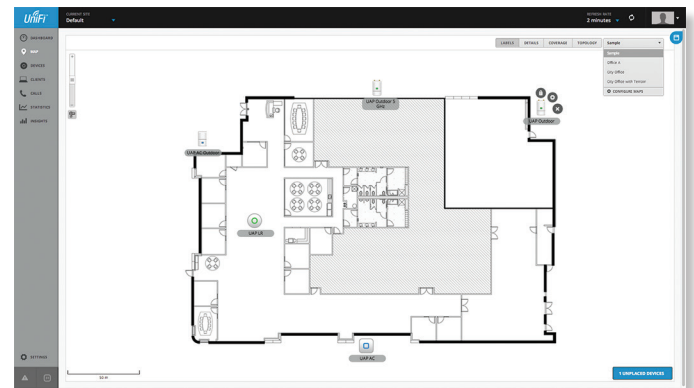 UniFi
CURRENT SITE
Default
REFRESH RATE
2 minutes
DASHBOARD
MAP
DEVICES
CLIENTS
CALLS
STATISTICS
INSIGHTS
LABELS
DETAILS
COVERAGE
TOPOLOGY
Sample
Sample
Office 5
City Office
City Office with Terrain
CONFIGURE MAPS
UAP Outdoor 5
GHz
UAP Outdoor
UAP AC Outdoor
UAP LR
UAP AC
SETTINGS
1 UNPLACED DEVICES